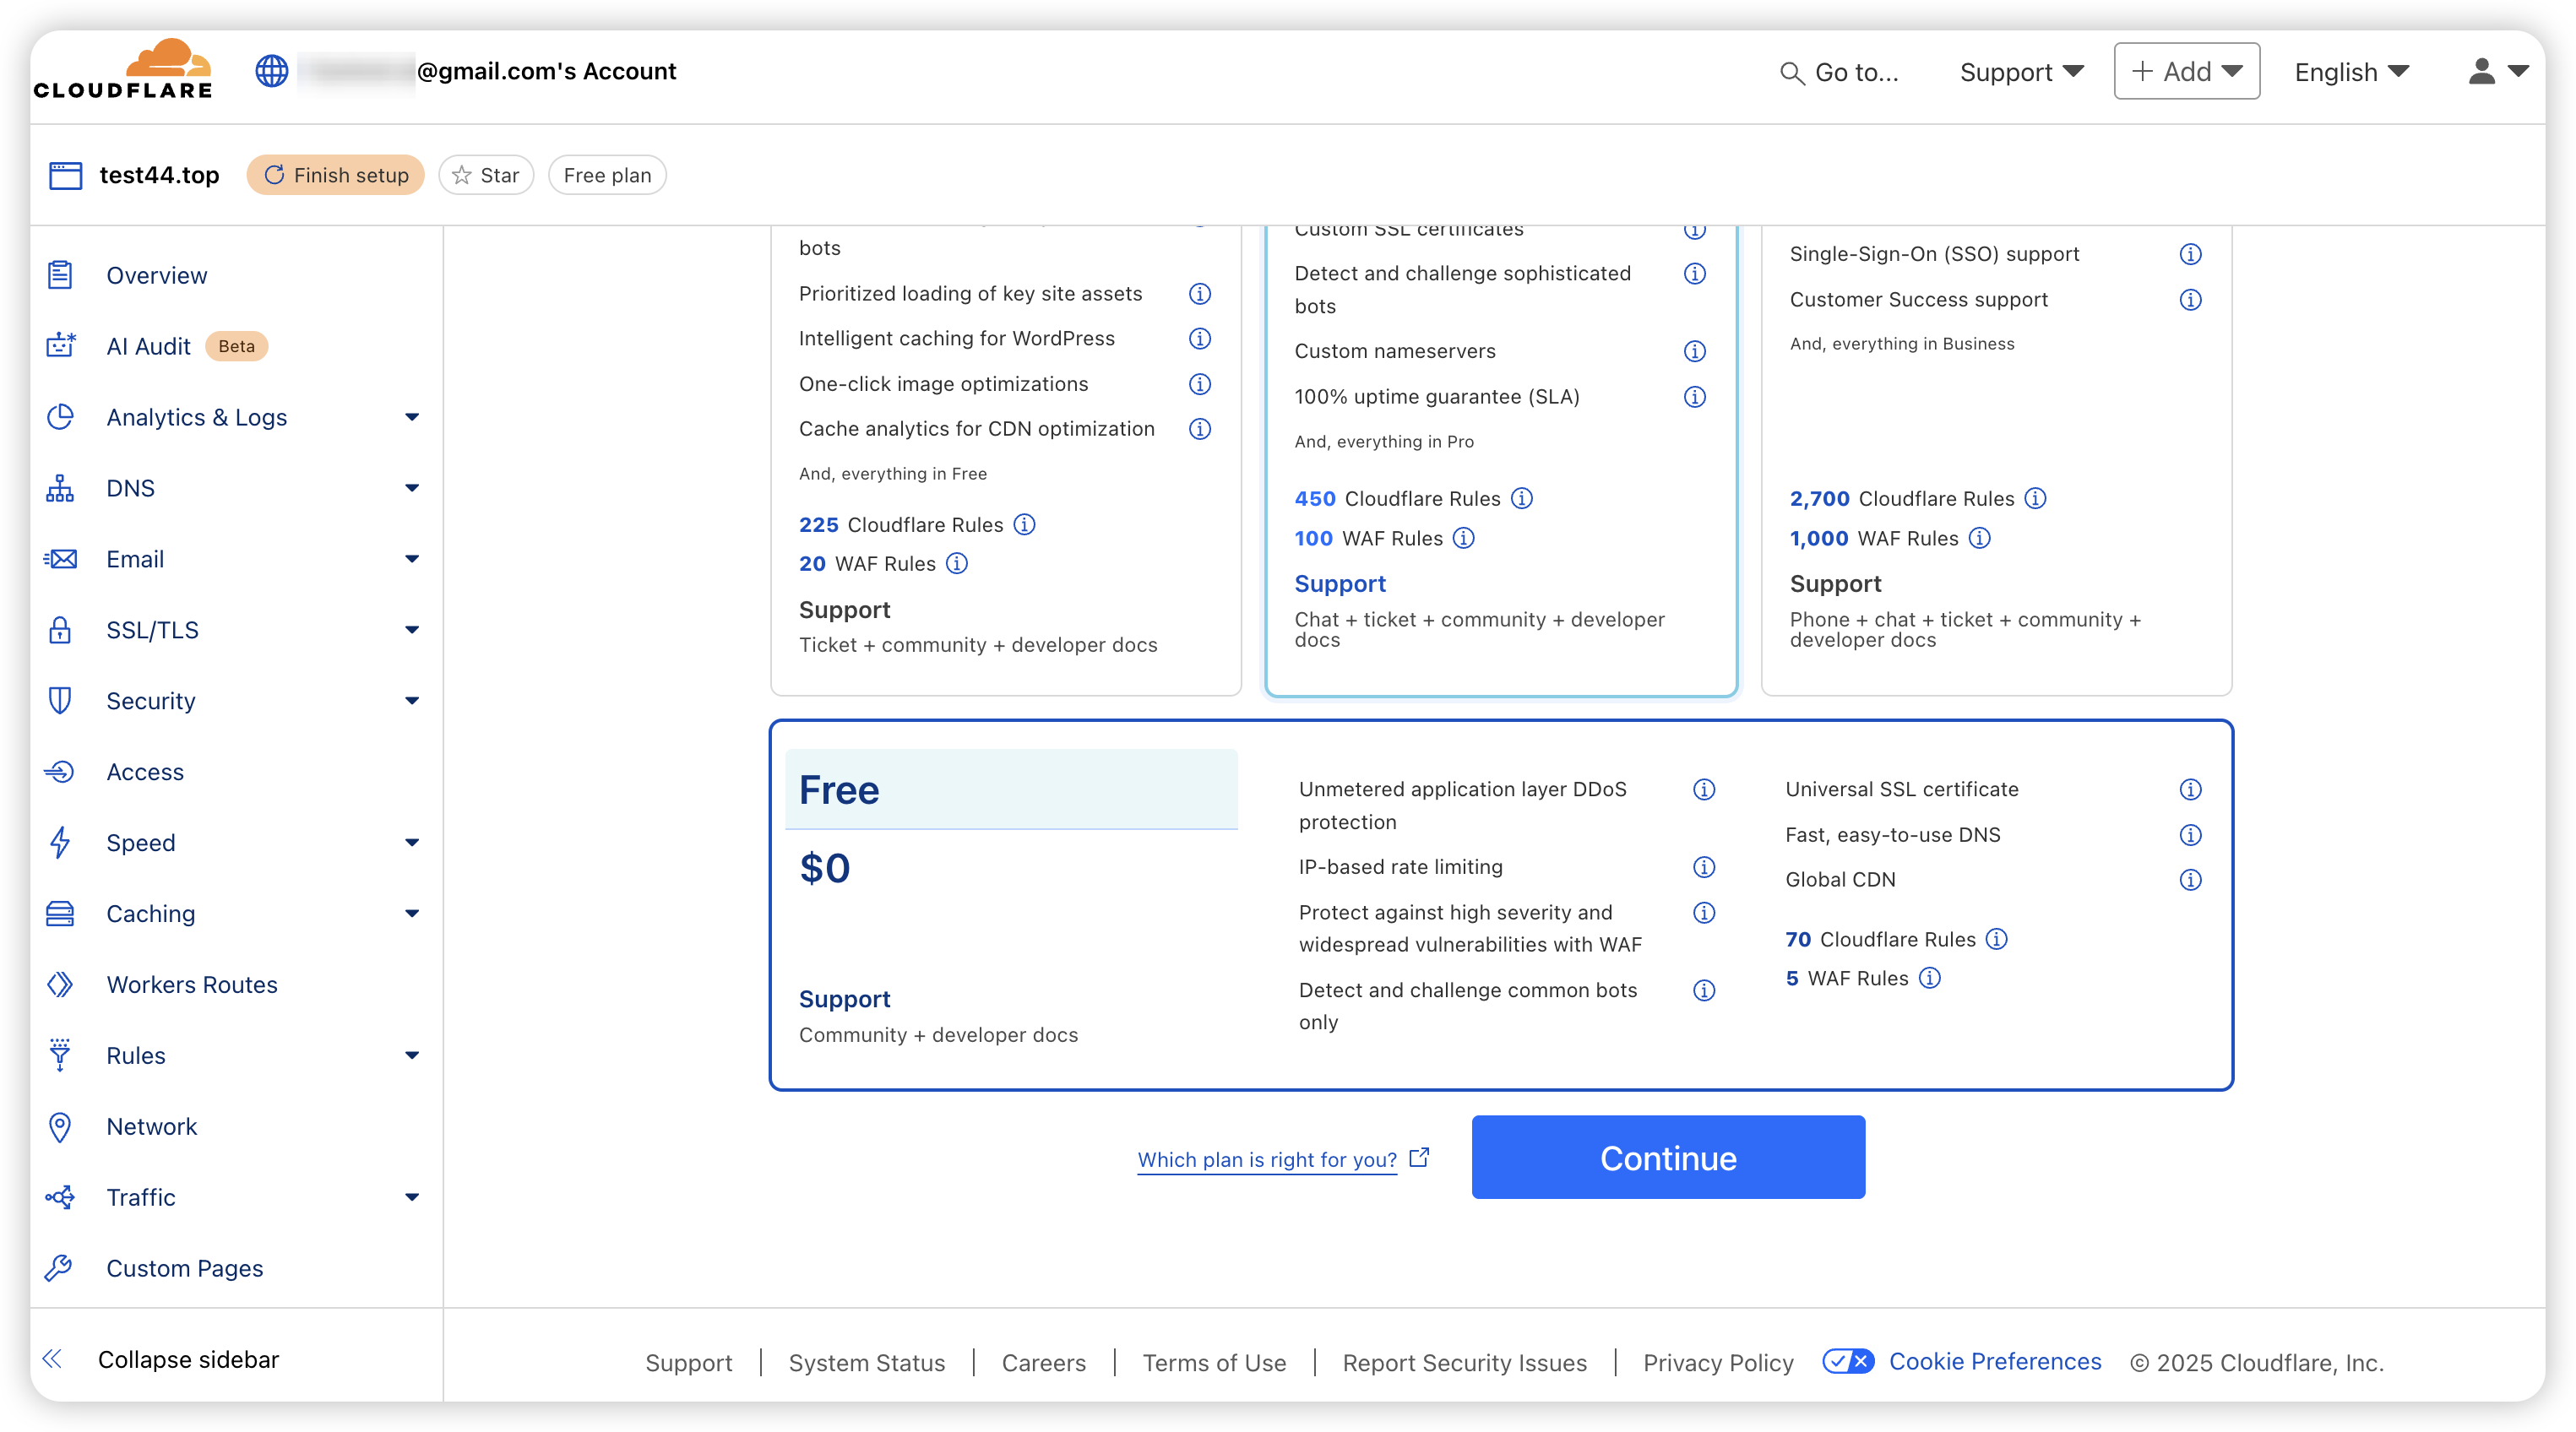 CLOUDFLARE
@gmail.com's Account
Go to...
Support
+ Add
English
test44.top
Finish setup
Star
Free plan
Overview
AI Audit Beta
Analytics & Logs
DNS
Email
SSL/TLS
Security
Access
Speed
Caching
Workers Routes
Rules
Network
Traffic
Custom Pages
Collapse sidebar
bots
Prioritized loading of key site assets
Intelligent caching for WordPress
One-click image optimizations
Cache analytics for CDN optimization
And, everything in Free
225 Cloudflare Rules
20 WAF Rules
Support
Ticket + community + developer docs
Custom SSL certificates
Detect and challenge sophisticated
bots
Custom nameservers
100% uptime guarantee (SLA)
And, everything in Pro
450 Cloudflare Rules
100 WAF Rules
Support
Chat + ticket + community + developer
docs
Single-Sign-On (SSO) support
Customer Success support
And, everything in Business
2,700 Cloudflare Rules
1,000 WAF Rules
Support
Phone + chat + ticket + community +
developer docs
Free
$0
Support
Community + developer docs
Unmetered application layer DDoS
protection
IP-based rate limiting
Protect against high severity and
widespread vulnerabilities with WAF
Detect and challenge common bots
only
Universal SSL certificate
Fast, easy-to-use DNS
Global CDN
70 Cloudflare Rules
5 WAF Rules
Which plan is right for you?
Continue
Support
System Status
Careers
Terms of Use
Report Security Issues
Privacy Policy
Cookie Preferences
© 2025 Cloudflare, Inc.